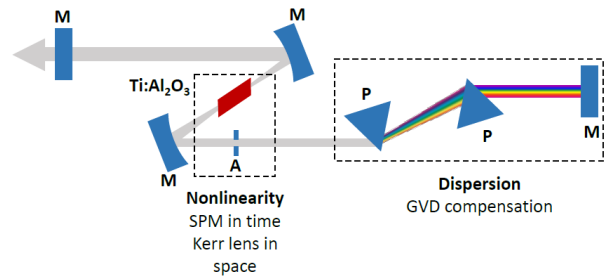 M
M
Ti:Al₂O₃
P
M
A
P
M
Nonlinearity
SPM in time
Kerr lens in
space
Dispersion
GVD compensation